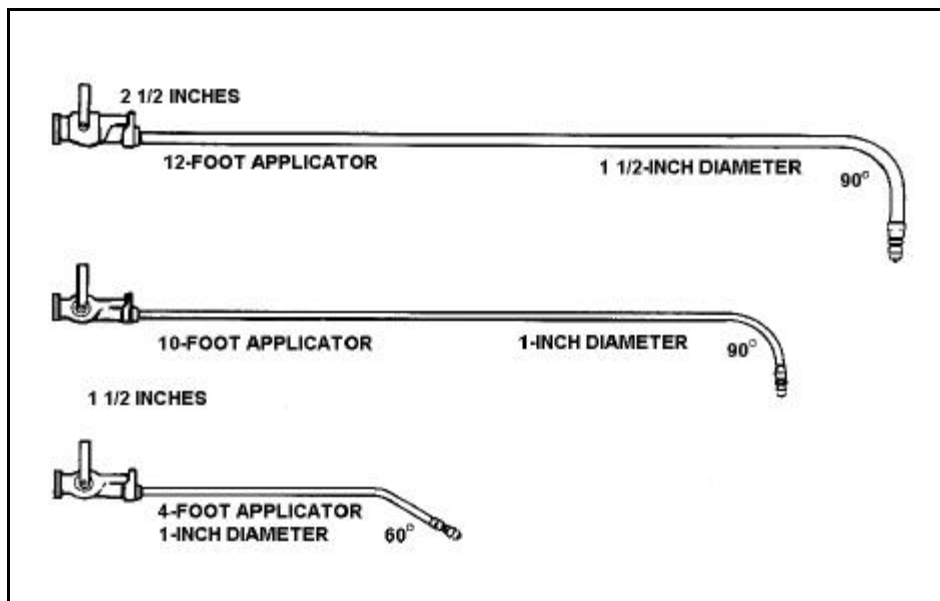 2 1/2 INCHES
12-FOOT APPLICATOR
1 1/2-INCH DIAMETER
90°
10-FOOT APPLICATOR
1-INCH DIAMETER
90°
1 1/2 INCHES
4-FOOT APPLICATOR
1-INCH DIAMETER
60°